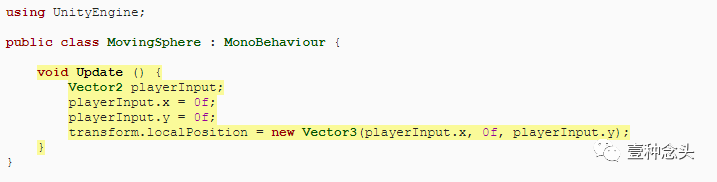 using UnityEngine;
public class MovingSphere : MonoBehaviour {
void Update () {
Vector2 playerInput;
playerInput.x = 0f;
playerInput.y = 0f;
transform.localPosition = new Vector3(playerInput.x, 0f, playerInput.y);
}
}
壹种念头